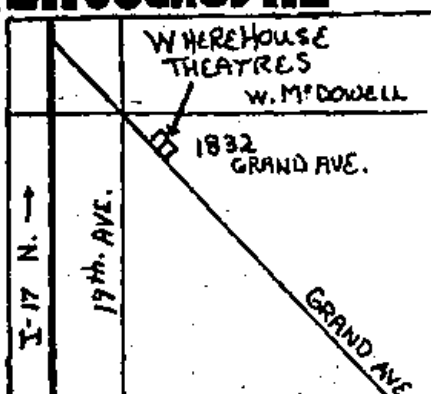 WHEREHOUSE
THEATRES
W. McDOWELL
1832
GRAND AVE.
I-17 N. →
19th. AVE.
GRAND AVE